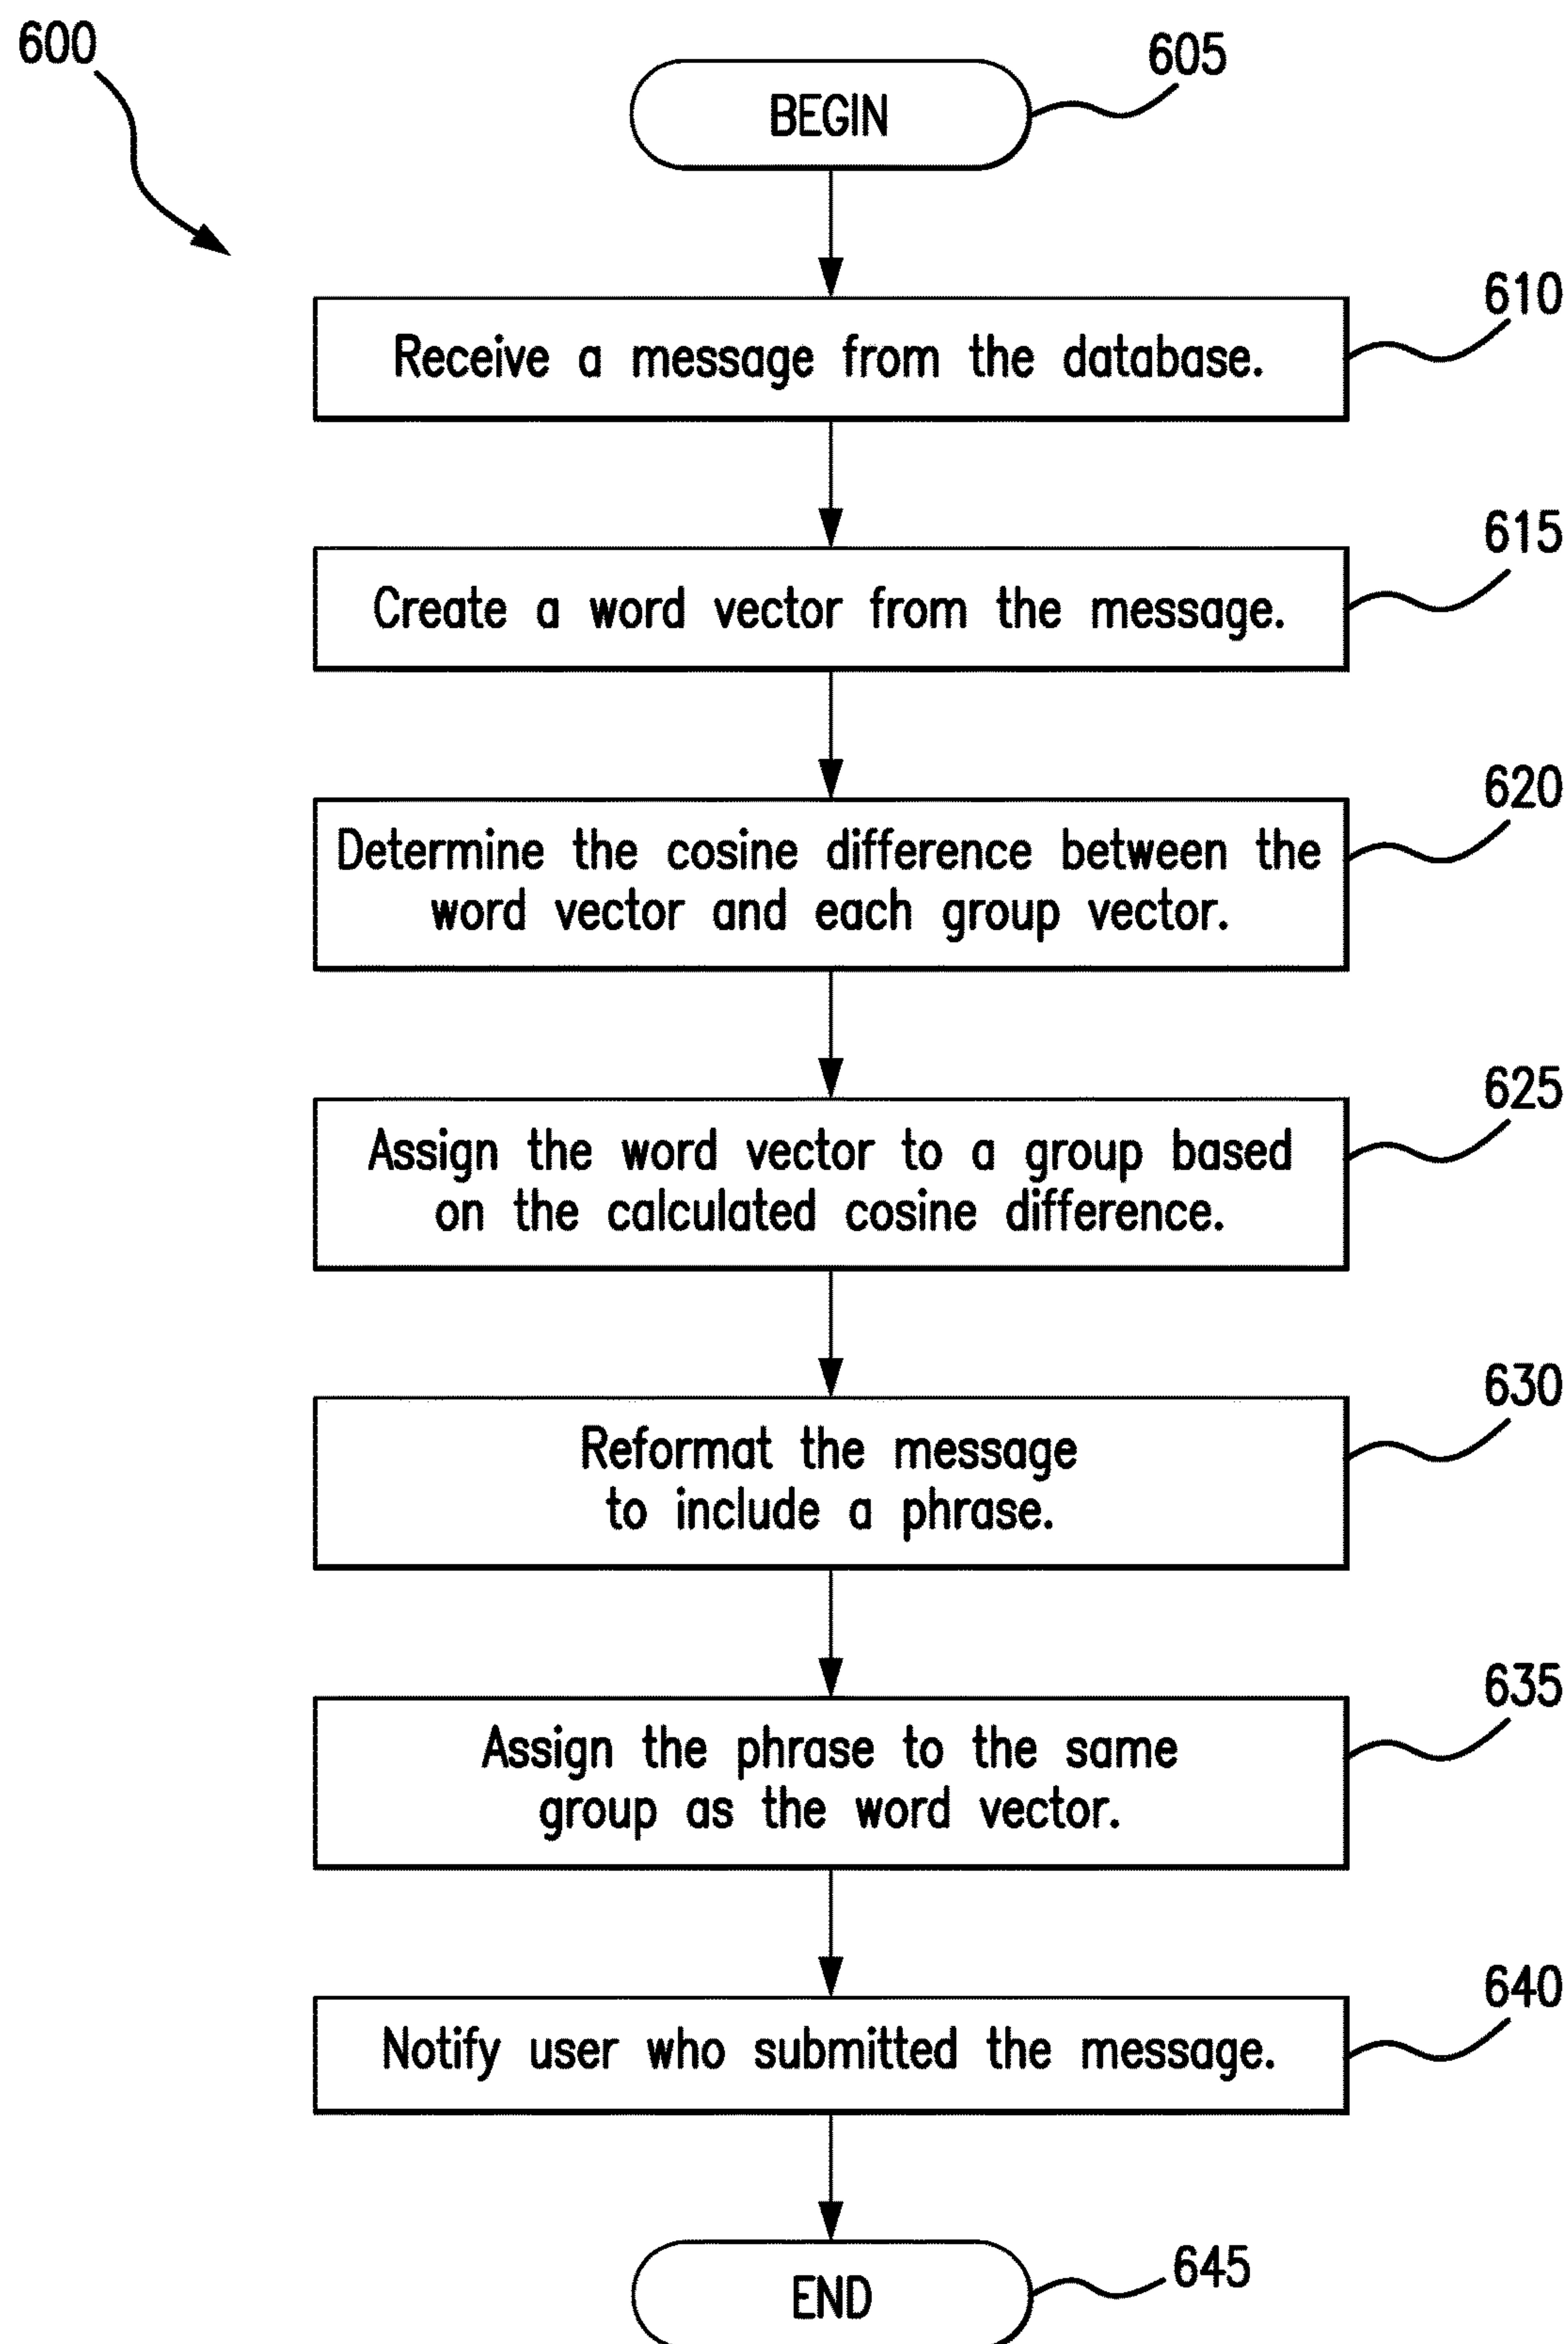 600
605
BEGIN
610
Receive a message from the database.
615
Create a word vector from the message.
620
Determine the cosine difference between the
word vector and each group vector.
625
Assign the word vector to a group based
on the calculated cosine difference.
630
Reformat the message
to include a phrase.
635
Assign the phrase to the same
group as the word vector.
640
Notify user who submitted the message.
645
END